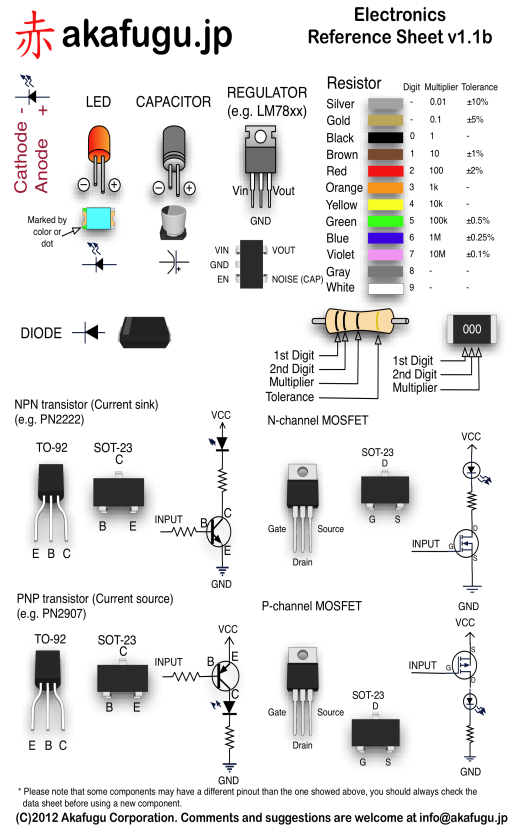 赤 akafugu.jp
Electronics
Reference Sheet v1.1b
Cathode -
Anode +
LED
CAPACITOR
REGULATOR
(e.g. LM78xx)
- +
- +
Vin Vout
GND
Marked by
color or
dot
+
VIN VOUT
GND
EN NOISE (CAP)
Resistor Digit Multiplier Tolerance
Silver - 0.01 ±10%
Gold - 0.1 ±5%
Black 0 1 -
Brown 1 10 ±1%
Red 2 100 ±2%
Orange 3 1k -
Yellow 4 10k -
Green 5 100k ±0.5%
Blue 6 1M ±0.25%
Violet 7 10M ±0.1%
Gray 8 - -
White 9 - -
DIODE
1st Digit
2nd Digit
Multiplier
Tolerance
000
1st Digit
2nd Digit
Multiplier
NPN transistor (Current sink)
(e.g. PN2222)
TO-92
E B C
SOT-23
C
B E
VCC
INPUT
B
C
E
GND
N-channel MOSFET
Gate Source
Drain
SOT-23
D
G S
VCC
INPUT
G
D
S
GND
PNP transistor (Current source)
(e.g. PN2907)
TO-92
E B C
SOT-23
C
B E
VCC
INPUT
B
E
C
GND
P-channel MOSFET
Gate Source
Drain
SOT-23
D
G S
VCC
INPUT
G
S
D
GND
* Please note that some components may have a different pinout than the one showed above, you should always check the
data sheet before using a new component.
(C)2012 Akafugu Corporation. Comments and suggestions are welcome at info@akafugu.jp